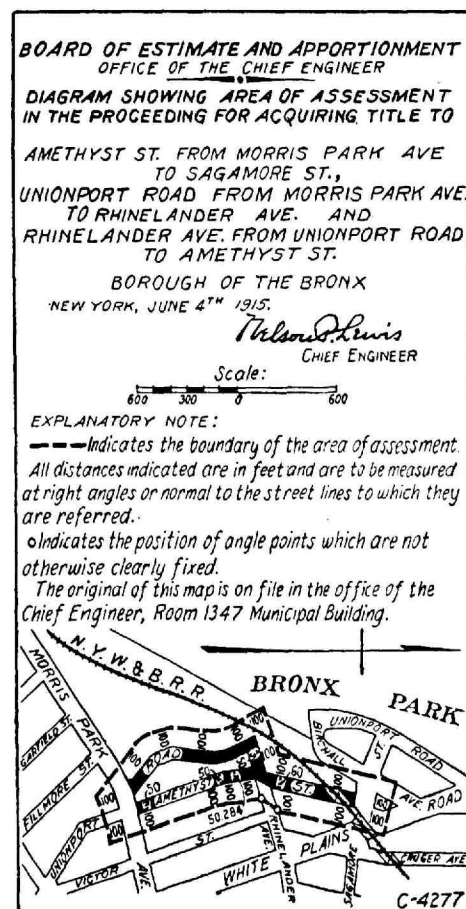 BOARD OF ESTIMATE AND APPORTIONMENT
OFFICE OF THE CHIEF ENGINEER
DIAGRAM SHOWING AREA OF ASSESSMENT
IN THE PROCEEDING FOR ACQUIRING TITLE TO
AMETHYST ST. FROM MORRIS PARK AVE
TO SAGAMORE ST.,
UNIONPORT ROAD FROM MORRIS PARK AVE.
TO RHINELANDER AVE. AND
RHINELANDER AVE. FROM UNIONPORT ROAD
TO AMETHYST ST.
BOROUGH OF THE BRONX
NEW YORK, JUNE 4TH 1915.
Nelson P. Lewis
CHIEF ENGINEER
Scale:
600 300 0 600
EXPLANATORY NOTE:
Indicates the boundary of the area of assessment.
All distances indicated are in feet and are to be measured
at right angles or normal to the street lines to which they
are referred.
Indicates the position of angle points which are not
otherwise clearly fixed.
The original of this map is on file in the office of the
Chief Engineer, Room 1347 Municipal Building.
N.Y.W. & B.R.R.
BRONX PARK
MORRIS PARK AVE.
UNIONPORT ROAD
BIRCHALL
ST.
AVE. ROAD
GARFIELD ST.
FILLMORE ST.
UNIONPORT
ROAD
AMETHYST
ST.
50.284
ST.
VICTOR
RHINELANDER AVE.
WHITE PLAINS
SAGAMORE
CRUGER AVE.
C-4277